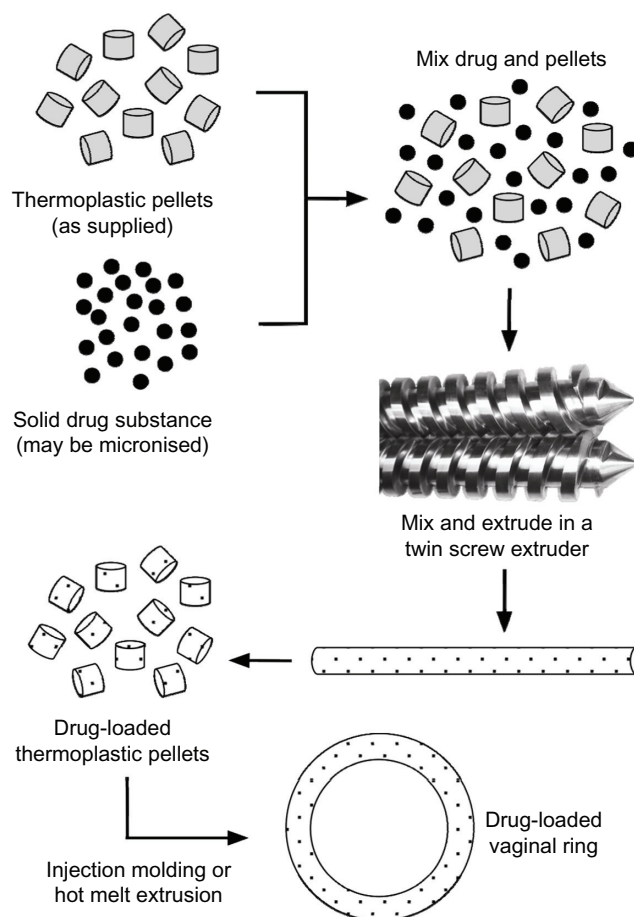 Thermoplastic pellets
(as supplied)
Mix drug and pellets
Solid drug substance
(may be micronised)
Mix and extrude in a
twin screw extruder
Drug-loaded
thermoplastic pellets
Injection molding or
hot melt extrusion
Drug-loaded
vaginal ring